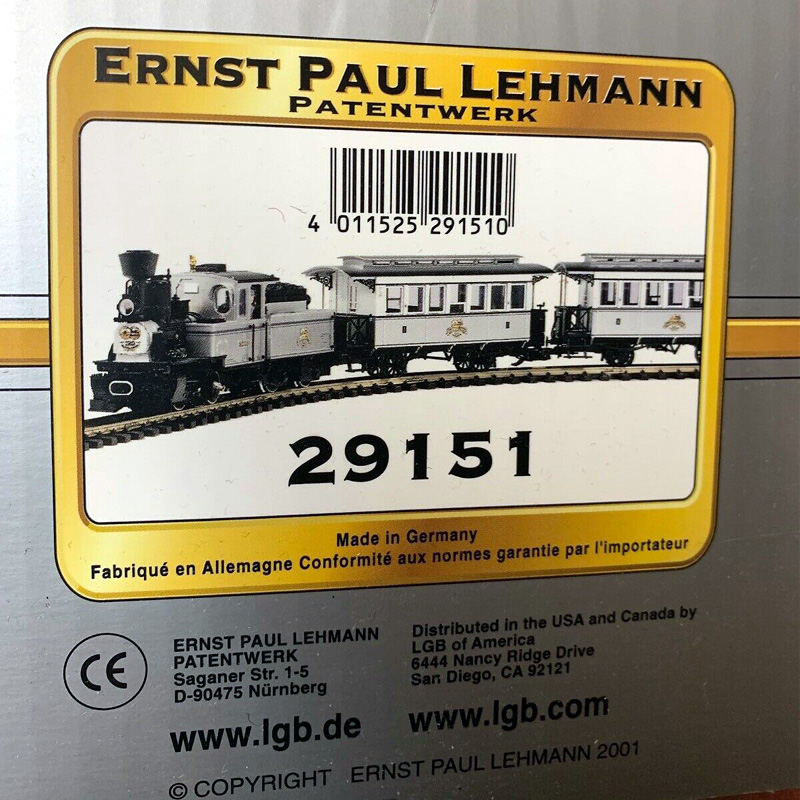 ERNST PAUL LEHMANN
PATENTWERK
4 011525 291510
29151
Made in Germany
Fabriqué en Allemagne Conformité aux normes garantie par l'importateur
CE
ERNST PAUL LEHMANN
PATENTWERK
Saganer Str. 1-5
D-90475 Nürnberg
www.lgb.de
Distributed in the USA and Canada by
LGB of America
6444 Nancy Ridge Drive
San Diego, CA 92121
www.lgb.com
© COPYRIGHT ERNST PAUL LEHMANN 2001